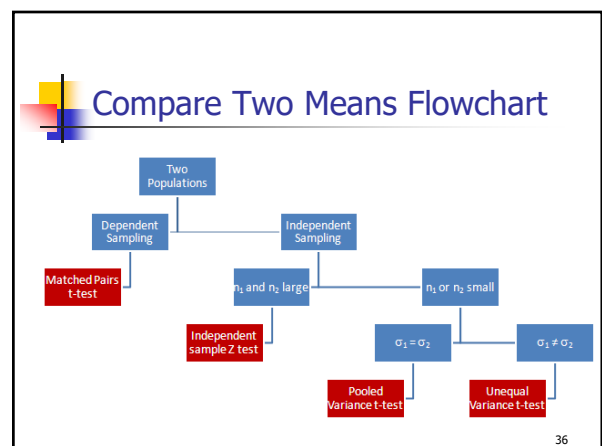 Compare Two Means Flowchart
Two
Populations
Dependent
Sampling
Independent
Sampling
Matched Pairs
t-test
n₁ and n₂ large
n₁ or n₂ small
Independent
sample Z test
σ₁ = σ₂
σ₁ ≠ σ₂
Pooled
Variance t-test
Unequal
Variance t-test
36